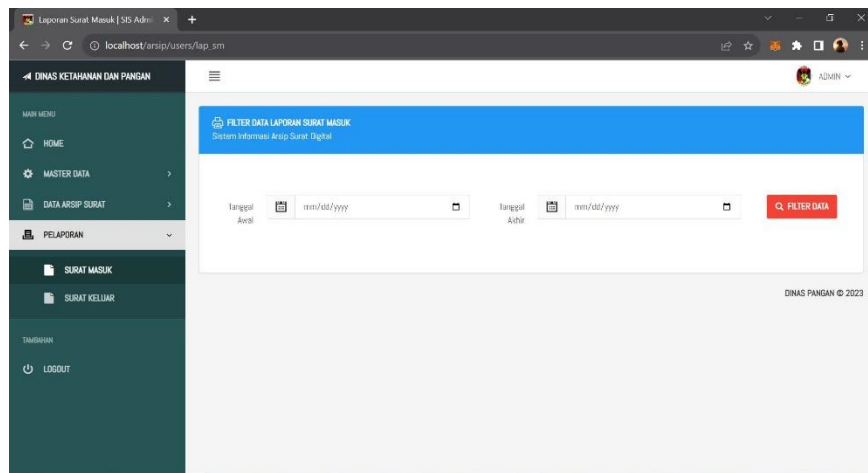 Laporan Surat Masuk | SIS Admi
localhost/arsip/users/lap_sm
DINAS KETAHANAN DAN PANGAN
ADMIN
MAIN MENU
HOME
MASTER DATA
DATA ARSIP SURAT
PELAPORAN
SURAT MASUK
SURAT KELUAR
TAMBAHAN
LOGOUT
FILTER DATA LAPORAN SURAT MASUK
Sistem Informasi Arsip Surat Digital
Tanggal
Awal
mm/dd/yyyy
Tanggal
Akhir
mm/dd/yyyy
FILTER DATA
DINAS PANGAN © 2023